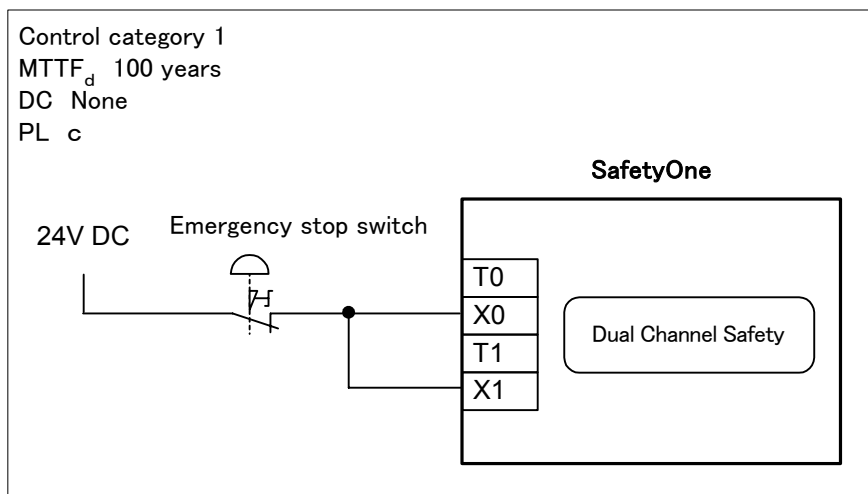 Control category 1
MTTFd 100 years
DC None
PL c
SafetyOne
24V DC
Emergency stop switch
T0
X0
T1
X1
Dual Channel Safety